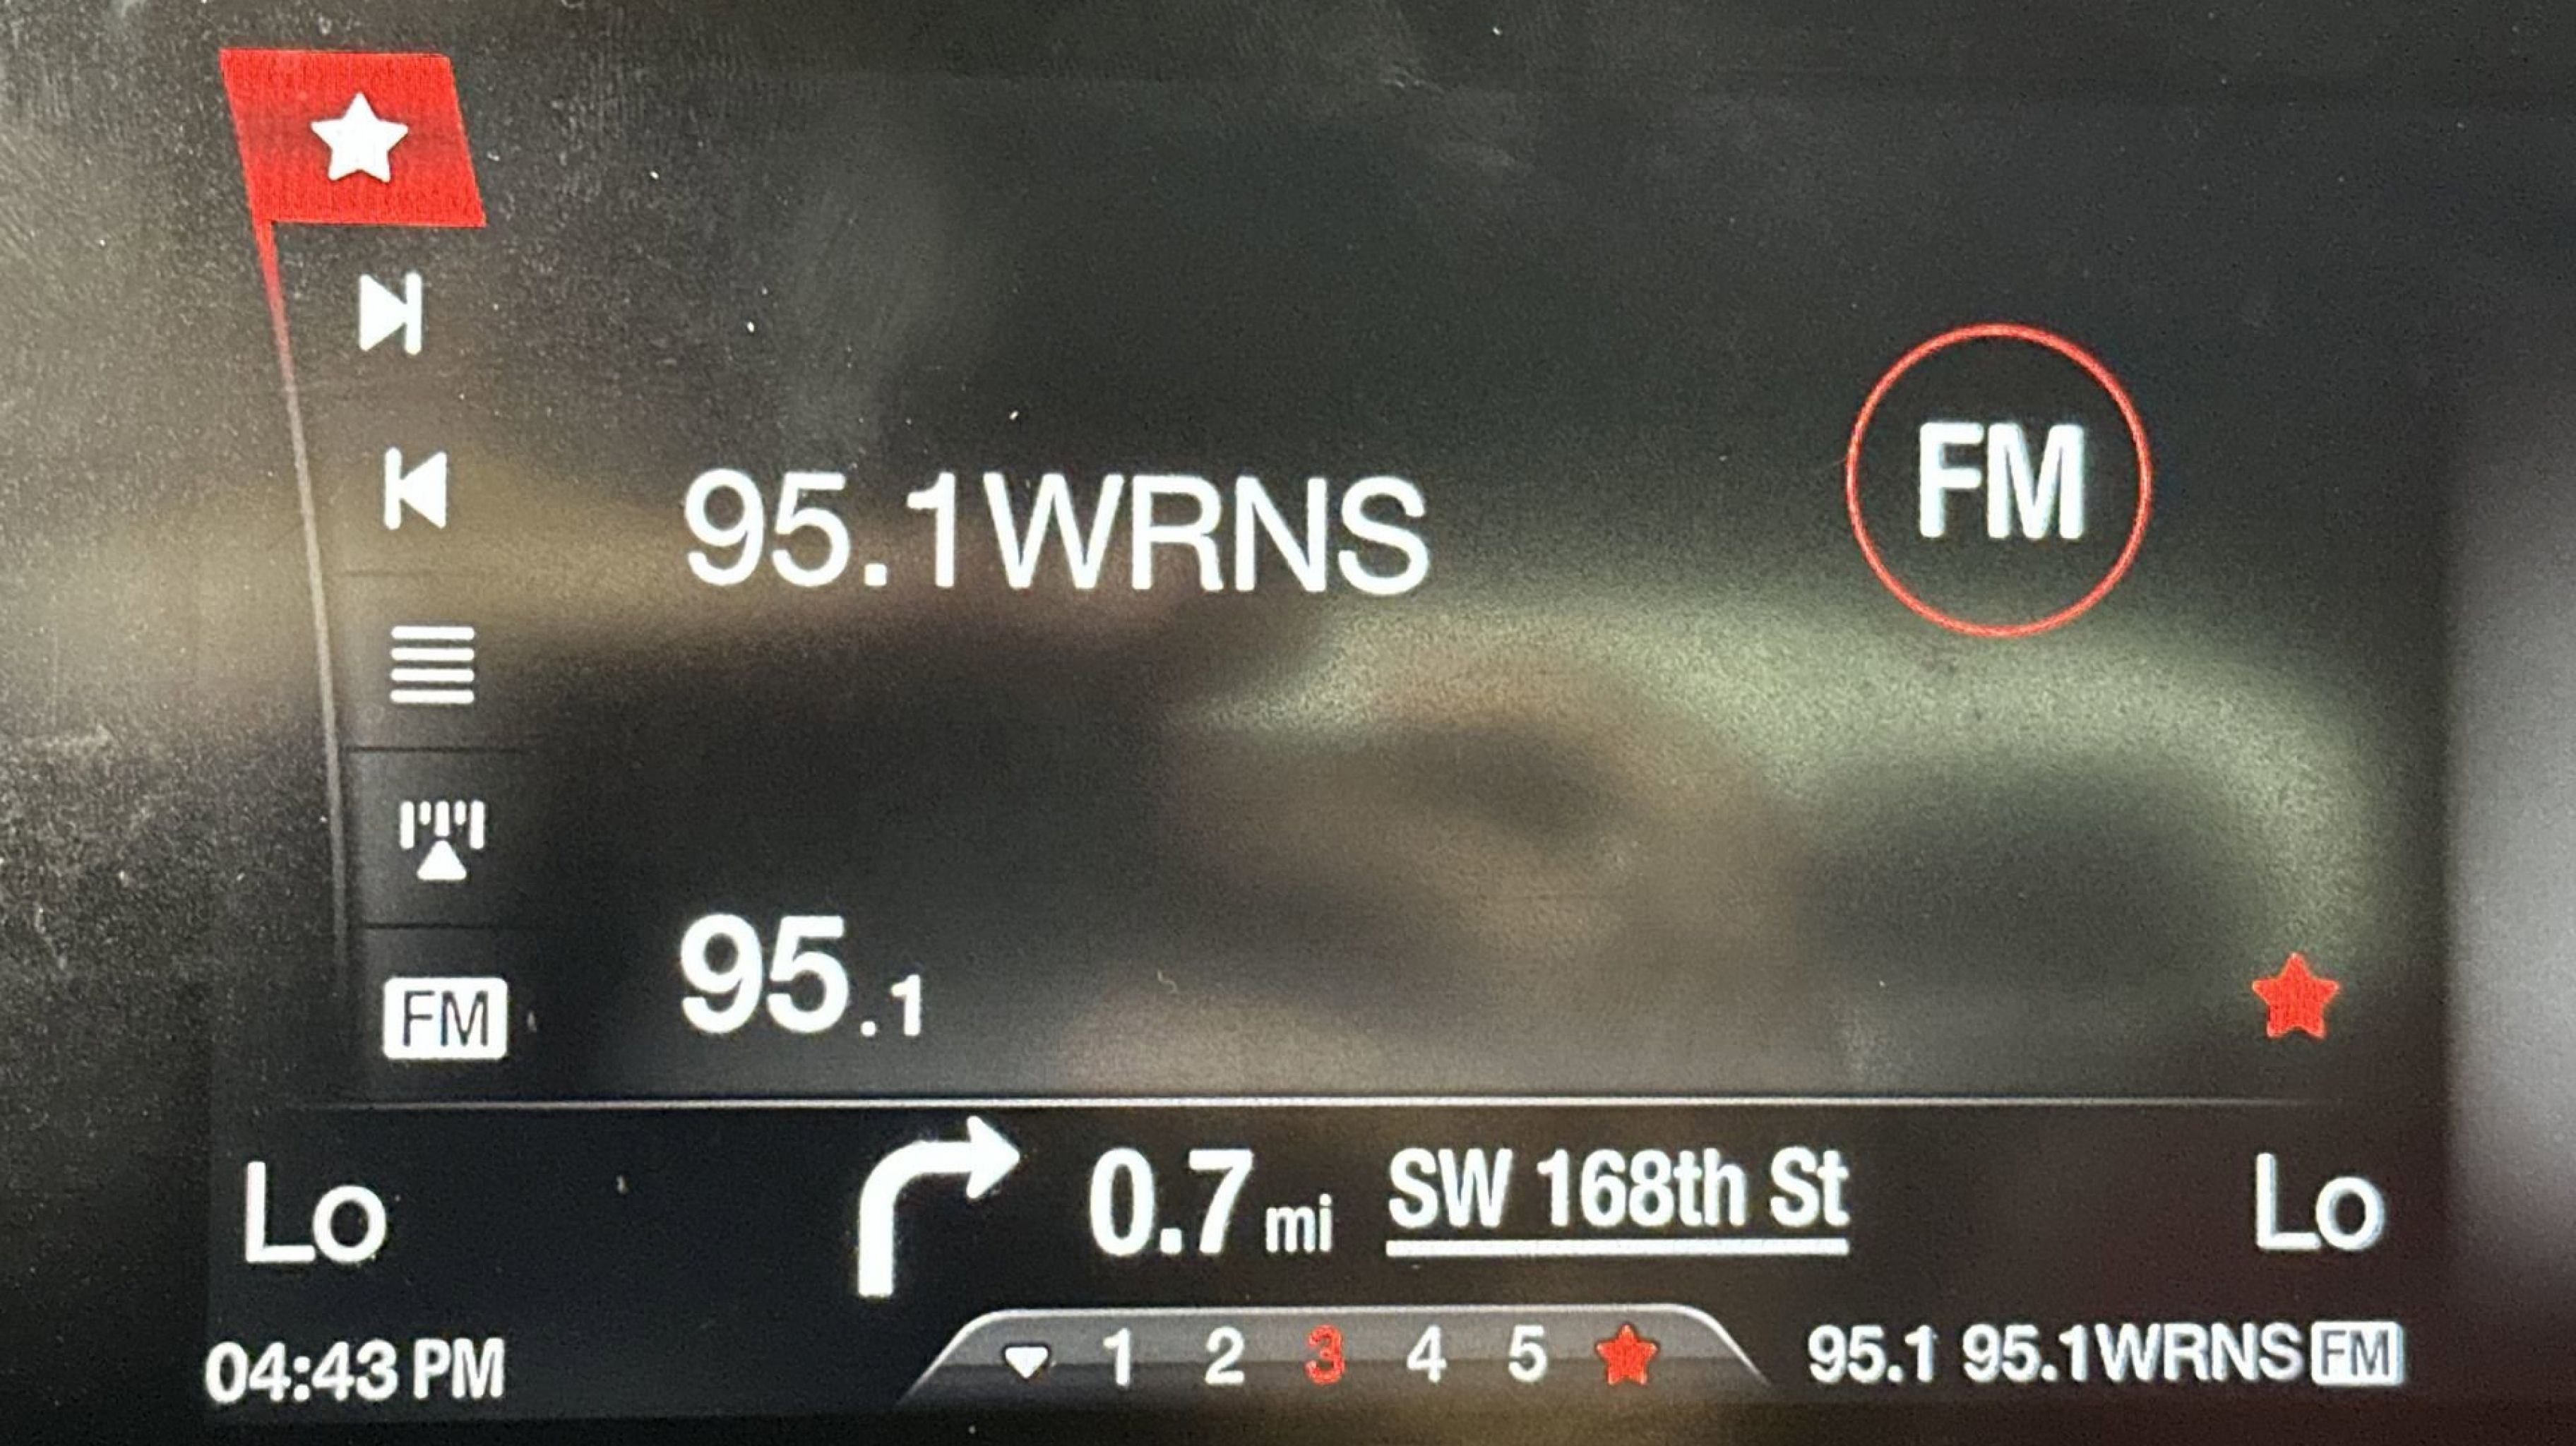 95.1WRNS
FM
95.1
FM
Lo
0.7 mi SW 168th St
Lo
04:43 PM
1 2 3 4 5
95.1 95.1WRNS FM